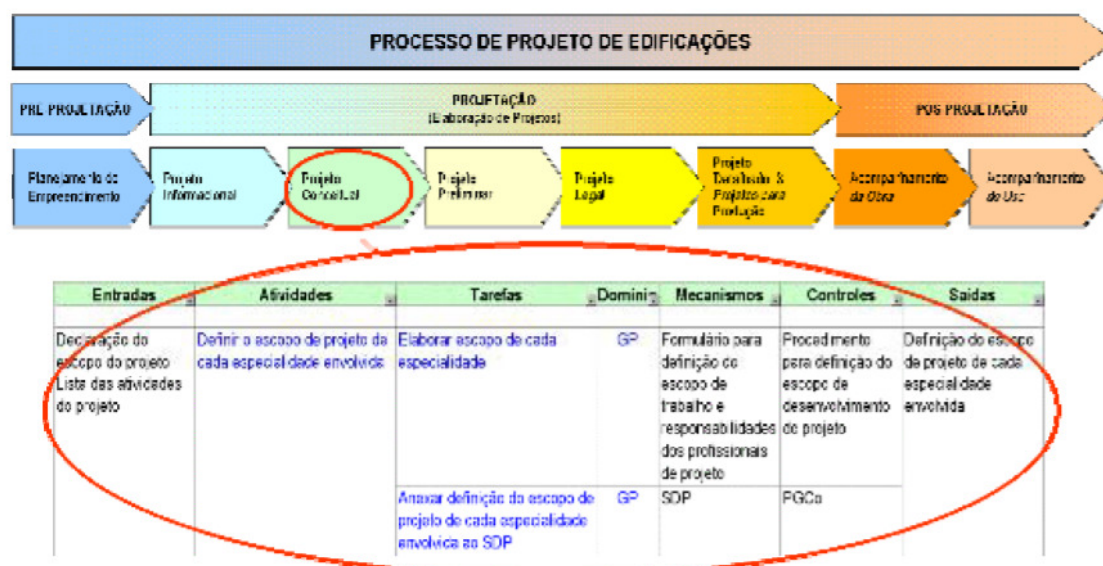 PROCESSO DE PROJETO DE EDIFICAÇÕES
PRÉ PROJETAÇÃO
PROJETAÇÃO
(Elaboração de Projetos)
PÓS PROJETAÇÃO
Planejamento do
Empreendimento
Projeto
Informacional
Projeto
Conceitual
Projeto
Preliminar
Projeto
Legal
Projeto
Detalhado &
Projetos para
Produção
Acompanhamento
da Obra
Acompanhamento
do Uso
Entradas
Atividades
Tarefas
Domini
Mecanismos
Controles
Saídas
Declaração do
escopo do projeto
Lista das atividades
do projeto
Definir o escopo de projeto de
cada especialidade envolvida
Elaborar escopo de cada
especialidade
GP
Formulário para
definição do
escopo de
trabalho e
responsabilidades
dos profissionais
de projeto
Procedimento
para definição do
escopo de
desenvolvimento
de projeto
Definição do escopo
de projeto de cada
especialidade
envolvida
Anexar definição do escopo de
projeto de cada especialidade
envolvida ao SDP
GP
SDP
PGCo